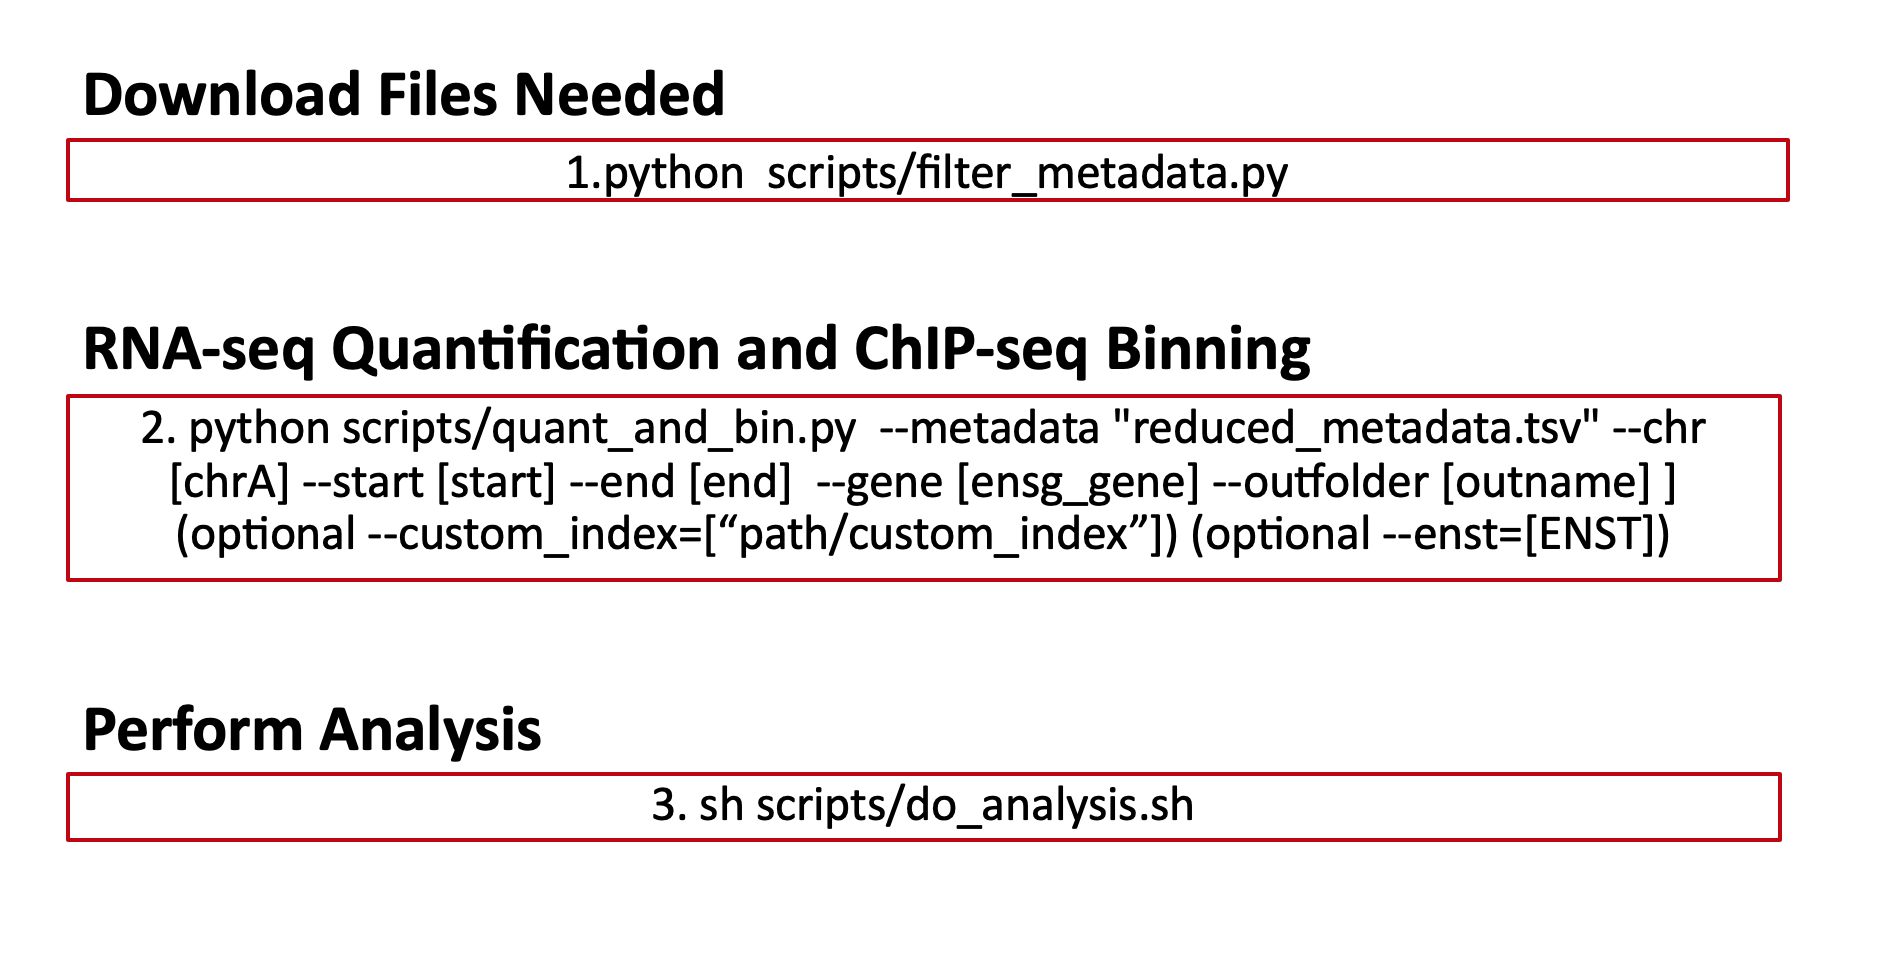 Download Files Needed
1.python  scripts/filter_metadata.py
RNA-seq Quantification and ChIP-seq Binning
2. python scripts/quant_and_bin.py  --metadata "reduced_metadata.tsv" --chr
[chrA] --start [start] --end [end]  --gene [ensg_gene] --outfolder [outname] ]
(optional --custom_index=[“path/custom_index”]) (optional --enst=[ENST])
Perform Analysis
3. sh scripts/do_analysis.sh